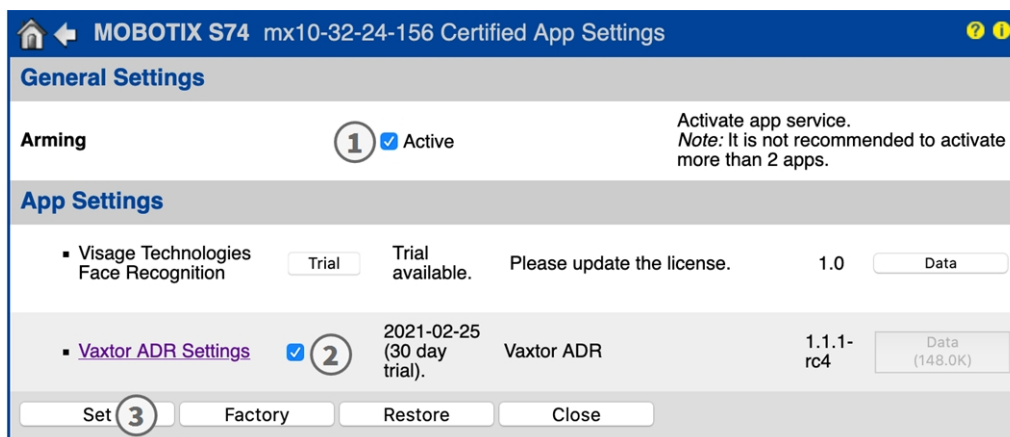 MOBOTIX S74 mx10-32-24-156 Certified App Settings
? i
General Settings
Arming
1
Active
Activate app service.
Note: It is not recommended to activate
more than 2 apps.
App Settings
Visage Technologies
Face Recognition
Trial
Trial
available.
Please update the license.
1.0
Data
Vaxtor ADR Settings
2
2021-02-25
(30 day
trial).
Vaxtor ADR
1.1.1-
rc4
Data
(148.0K)
Set
3
Factory
Restore
Close